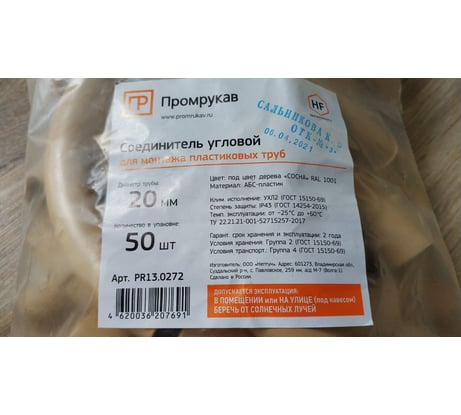 Промрукав
www.promrukav.ru
HF
САЛЬНИКОВА К.
ОТК
06.04.2021
Соединитель угловой
для монтажа пластиковых труб
Диаметр трубы:
20 мм
Количество в упаковке:
50 шт
Арт. PR13.0272
4 620036 207691
Цвет: под цвет дерева «СОСНА» RAL 1001
Материал: АБС-пластик
Клим. исполнение: УХЛ2 (ГОСТ 15150-69)
Степень защиты: IP43 (ГОСТ 14254-2015)
Темп. эксплуатации: от -25°С до +60°С
ТУ 22.21.21-001-52715257-2017
Гарант. срок хранения и эксплуатации: 2 года
Условия хранения: Группа 2 (ГОСТ 15150-69)
Условия транспорт.: Группа 4 (ГОСТ 15150-69)
Изготовитель: ООО «Нептун». Адрес: 601273, Владимирская обл.,
Суздальский р-н, с. Павловское, 259 км. а/д М-7 (Волга-1)
Сделано в России
ДОПУСКАЕТСЯ ЭКСПЛУАТАЦИЯ:
В ПОМЕЩЕНИИ или НА УЛИЦЕ (под навесом)
БЕРЕЧЬ ОТ СОЛНЕЧНЫХ ЛУЧЕЙ